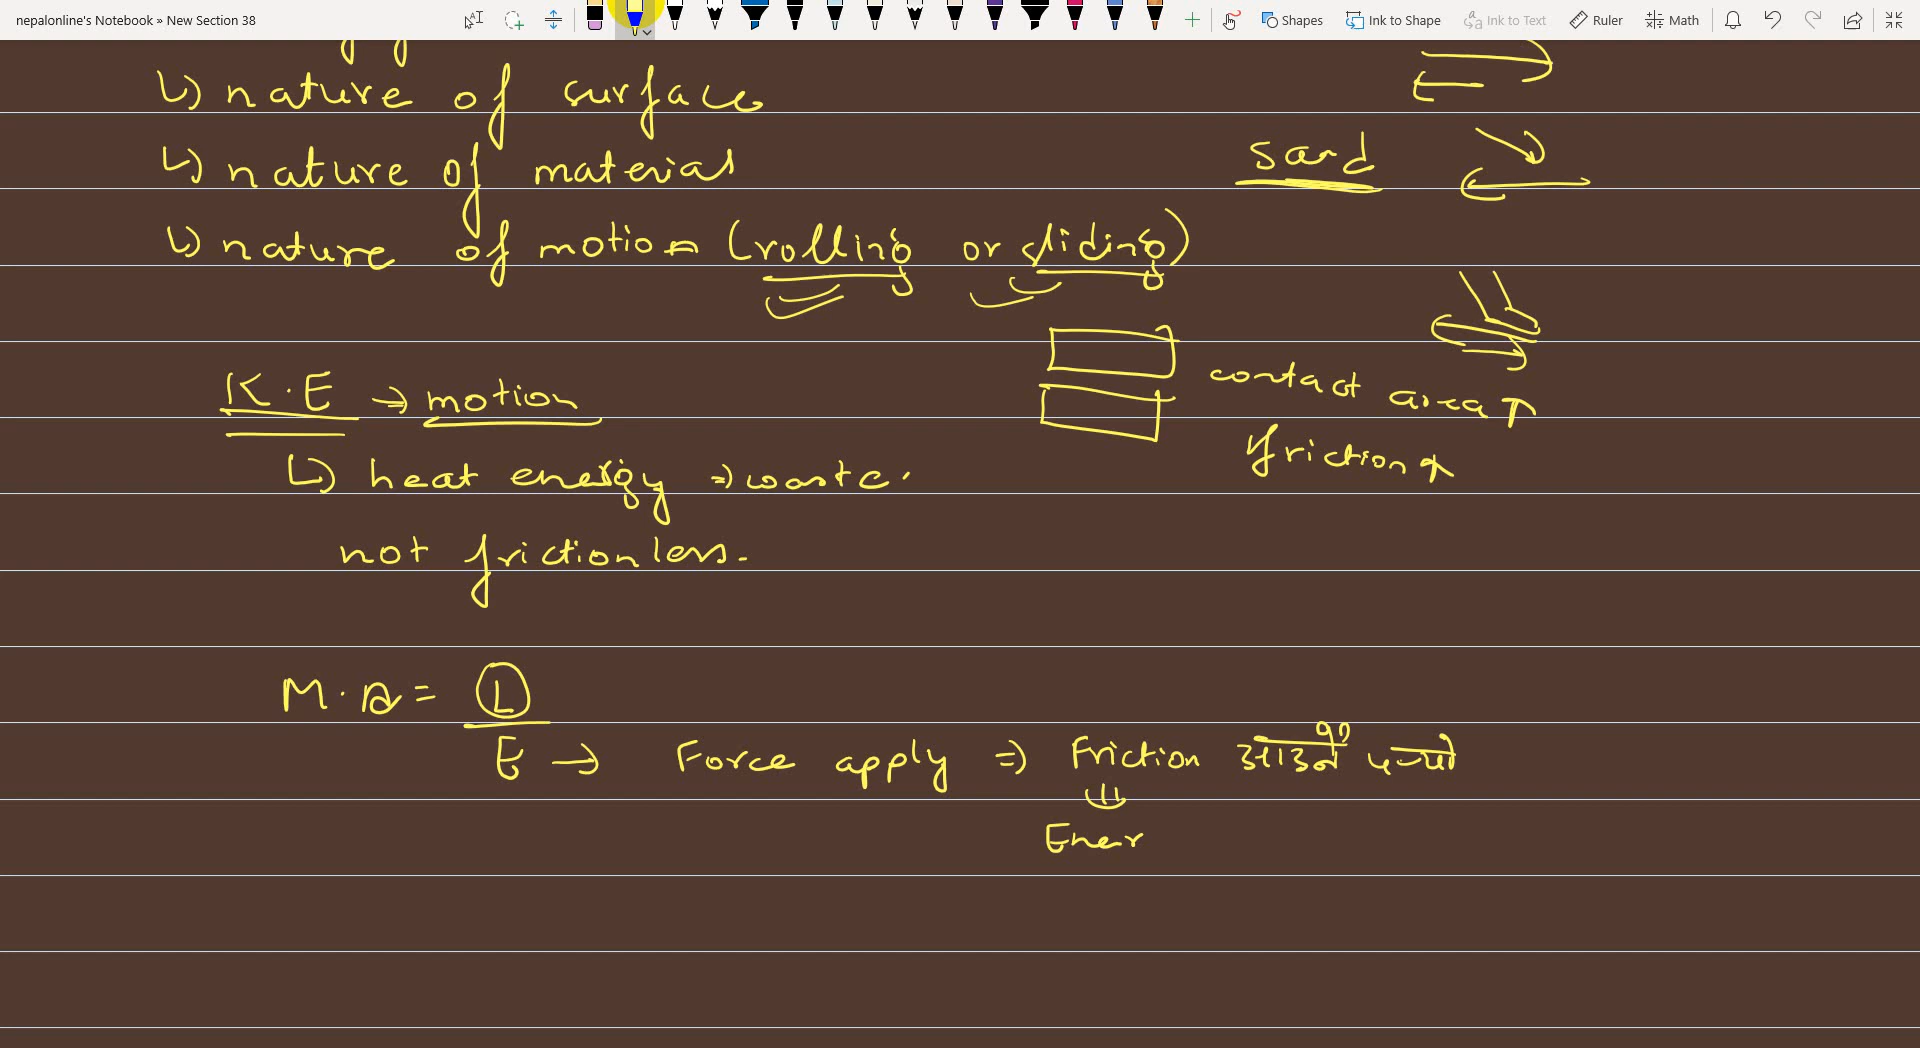 nepalonline's Notebook » New Section 38
Shapes Ink to Shape Ink to Text Ruler Math
nature of surface
nature of material
nature of motion (rolling or sliding)
sand
K.E → motion
contact area ↑
friction ↑
↳ heat energy ⇒ waste.
not frictionless.
M.A = L
E → Force apply ⇒ Friction
Ener